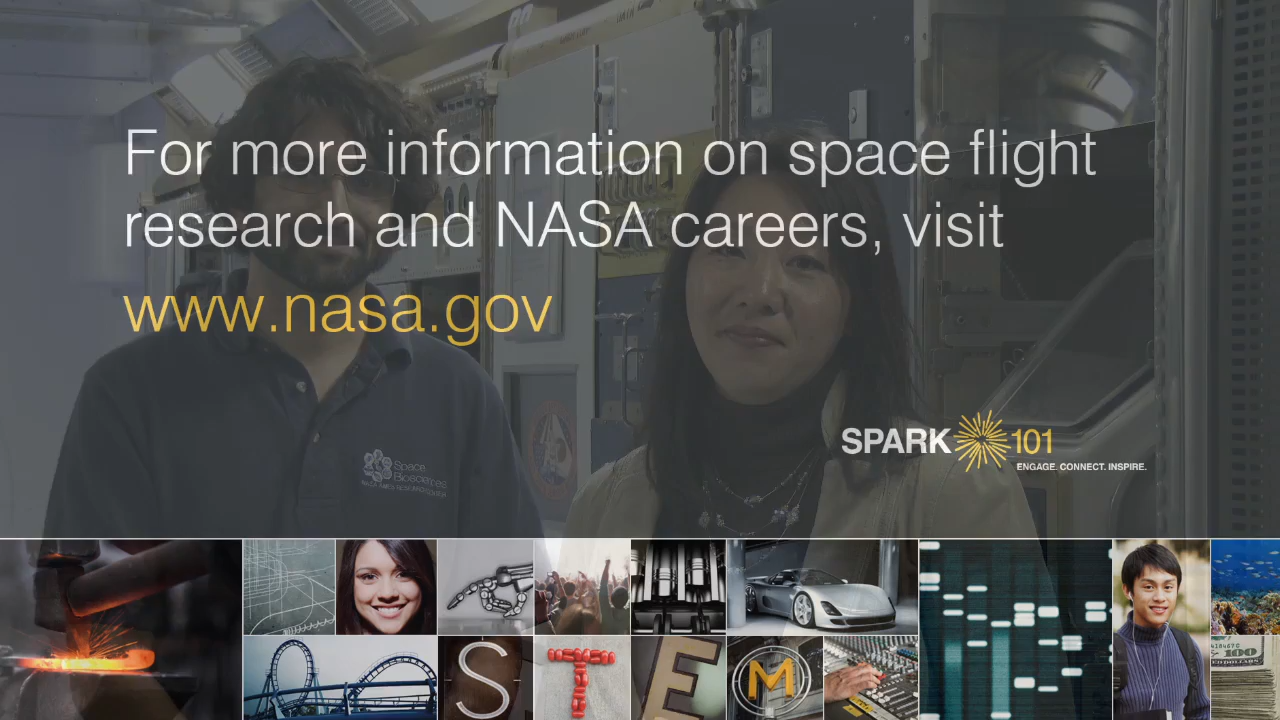 For more information on space flight
research and NASA careers, visit
www.nasa.gov
Space
Biosciences
SPARK 101
ENGAGE. CONNECT. INSPIRE.
S T E M
100